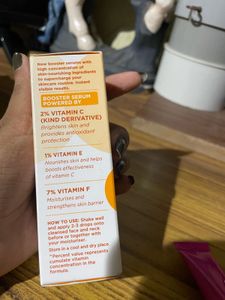 New booster serums with
high concentration of
skin-nourishing ingredients
to supercharge your
skincare routine. Instant
visible results.
BOOSTER SERUM
POWERED BY
2% VITAMIN C
(KIND DERIVATIVE)
Brightens skin and
provides antioxidant
protection
1% VITAMIN E
Nourishes skin and helps
boosts effectiveness
of vitamin C
7% VITAMIN F
Moisturises and
strengthens skin barrier
HOW TO USE: Shake well
and apply 2-3 drops onto
cleansed face and neck
before or together with
your moisturiser.
Store in a cool and dry place
*Percent value represents
cumulate vitamin
concentration in the
formula.